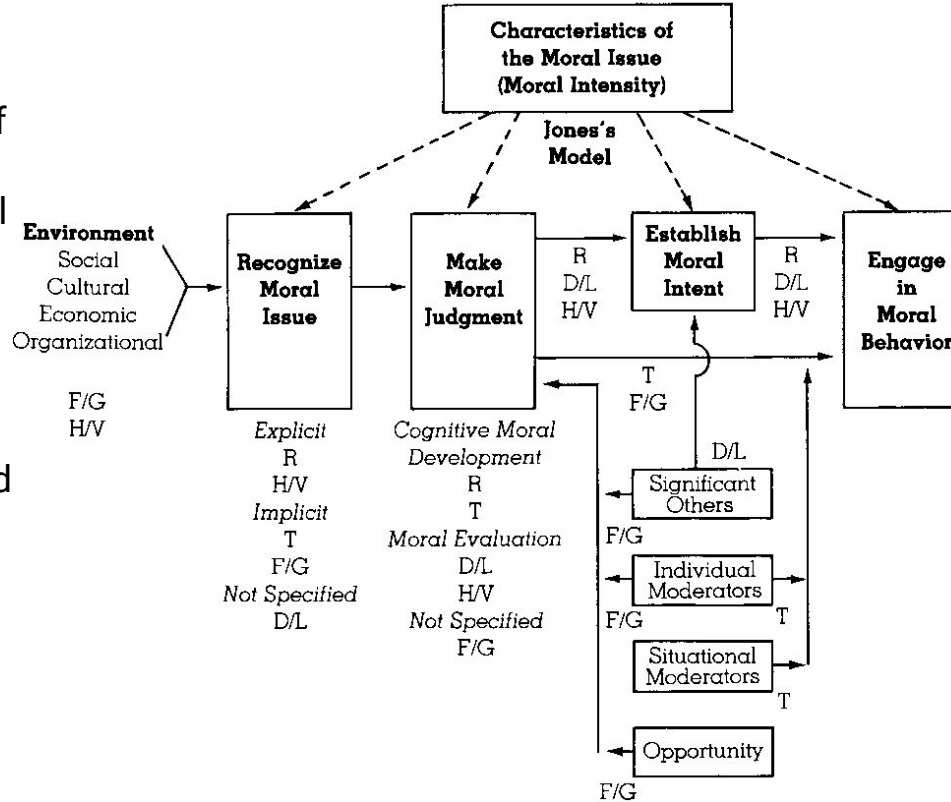 Characteristics of
the Moral Issue
(Moral Intensity)
Jones's
Model
f
l
d
Environment
Social
Cultural
Economic
Organizational
F/G
H/V
Recognize
Moral
Issue
Explicit
R
H/V
Implicit
T
F/G
Not Specified
D/L
Make
Moral
Judgment
Cognitive Moral
Development
R
T
Moral Evaluation
D/L
H/V
Not Specified
F/G
R
D/L
H/V
Establish
Moral
Intent
R
D/L
H/V
Engage
in
Moral
Behavior
T
F/G
D/L
Significant
Others
F/G
Individual
Moderators
F/G
T
Situational
Moderators
T
Opportunity
F/G